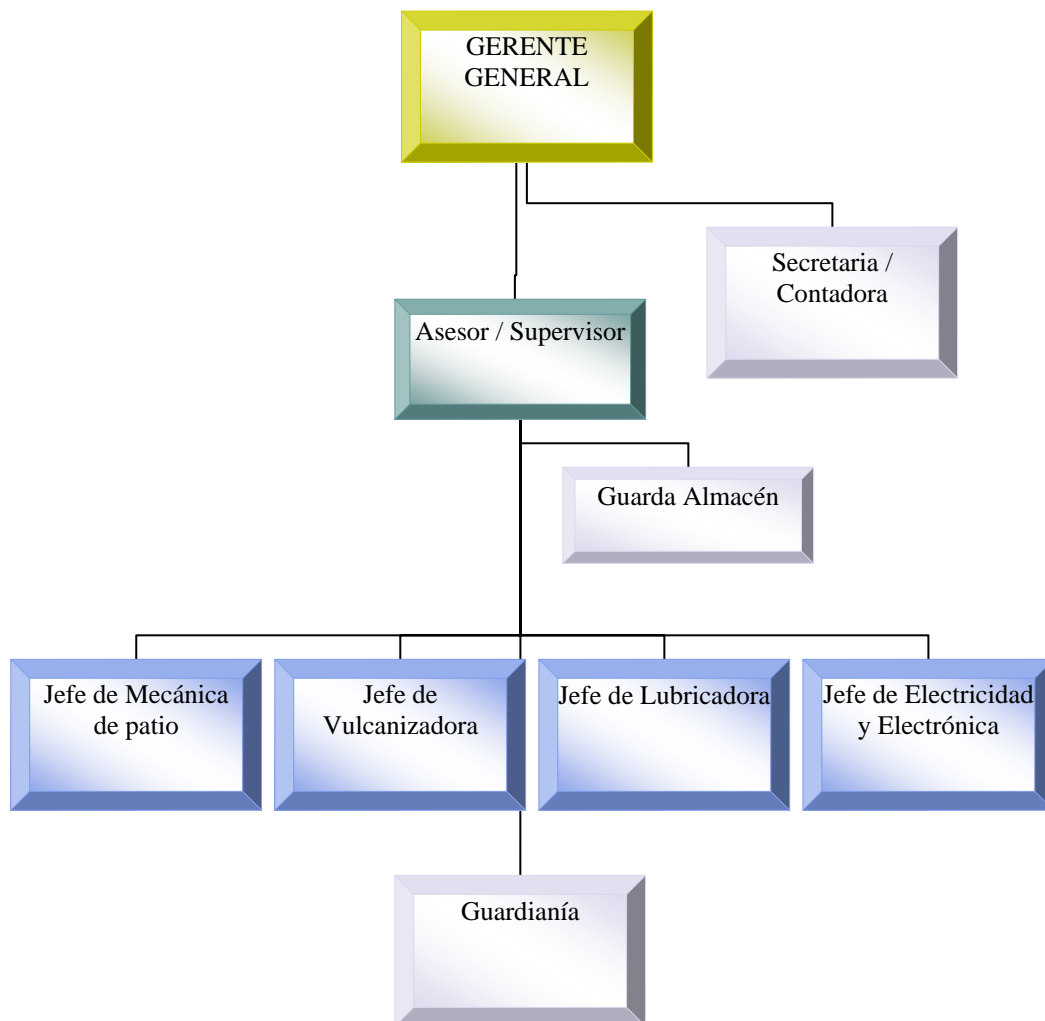 GERENTE
GENERAL
Secretaria /
Contadora
Asesor / Supervisor
Guarda Almacén
Jefe de Mecánica
de patio
Jefe de
Vulcanizadora
Jefe de Lubricadora
Jefe de Electricidad
y Electrónica
Guardianía